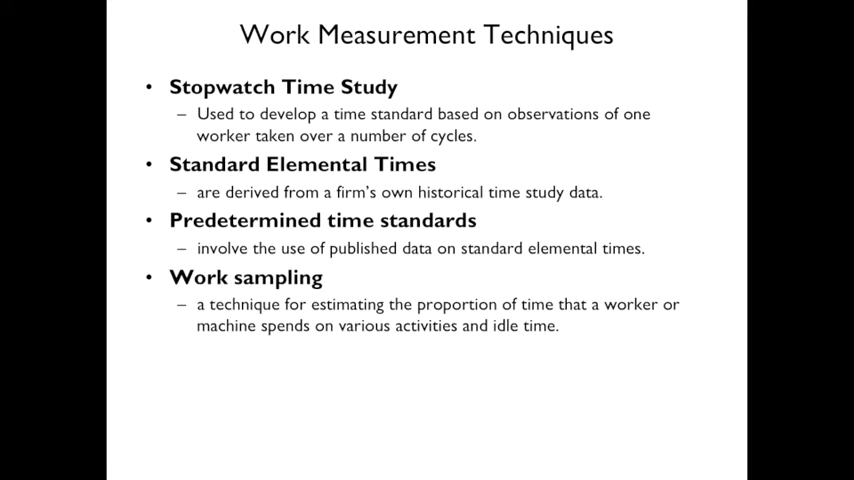 Work Measurement Techniques
• Stopwatch Time Study
– Used to develop a time standard based on observations of one
worker taken over a number of cycles.
• Standard Elemental Times
– are derived from a firm's own historical time study data.
• Predetermined time standards
– involve the use of published data on standard elemental times.
• Work sampling
– a technique for estimating the proportion of time that a worker or
machine spends on various activities and idle time.